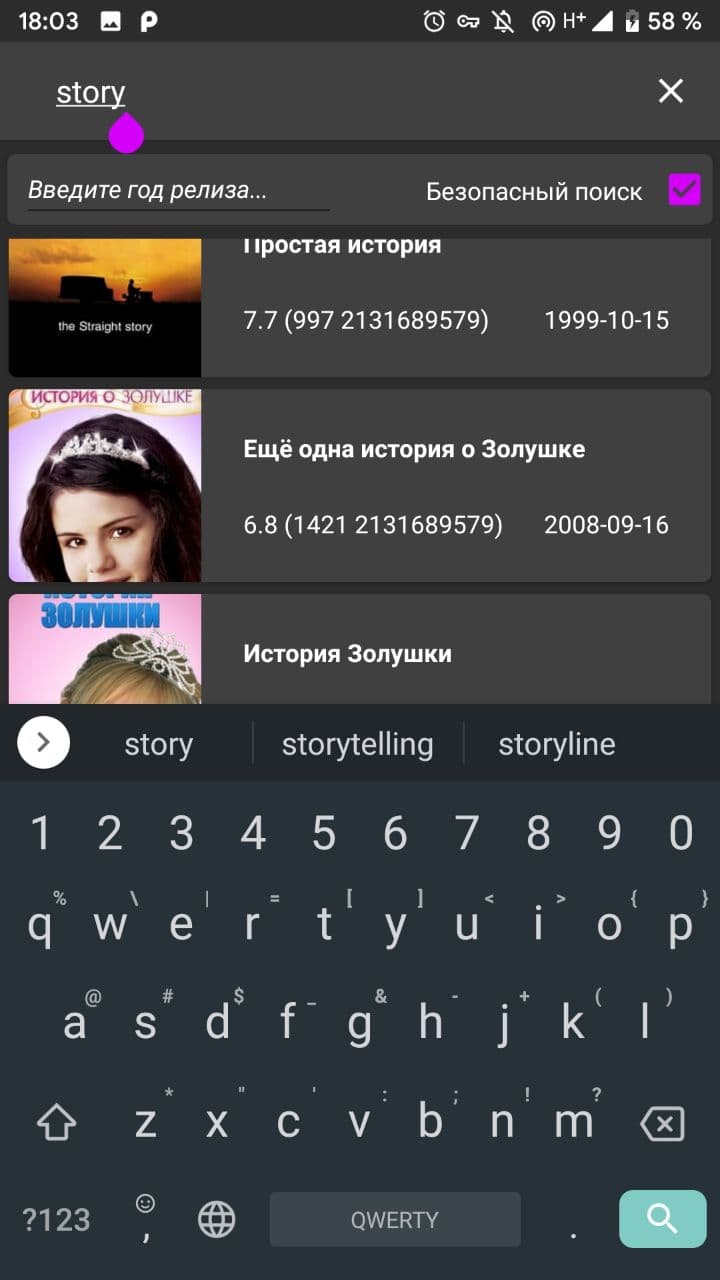 18:03 H+ 58 %
story
Введите год релиза... Безопасный поиск
Простая история
the Straight story
7.7 (997 2131689579) 1999-10-15
ИСТОРИЯ О ЗОЛУШКЕ
Ещё одна история о Золушке
6.8 (1421 2131689579) 2008-09-16
ИСТОРИЯ
ЗОЛУШКИ
История Золушки
story storytelling storyline
1 2 3 4 5 6 7 8 9 0
% \ | = [ ] < > { }
q w e r t y u i o p
@ # $ _ & - + ( )
a s d f g h j k l
* " ' : ; ! ?
z x c v b n m
?123 , QWERTY .